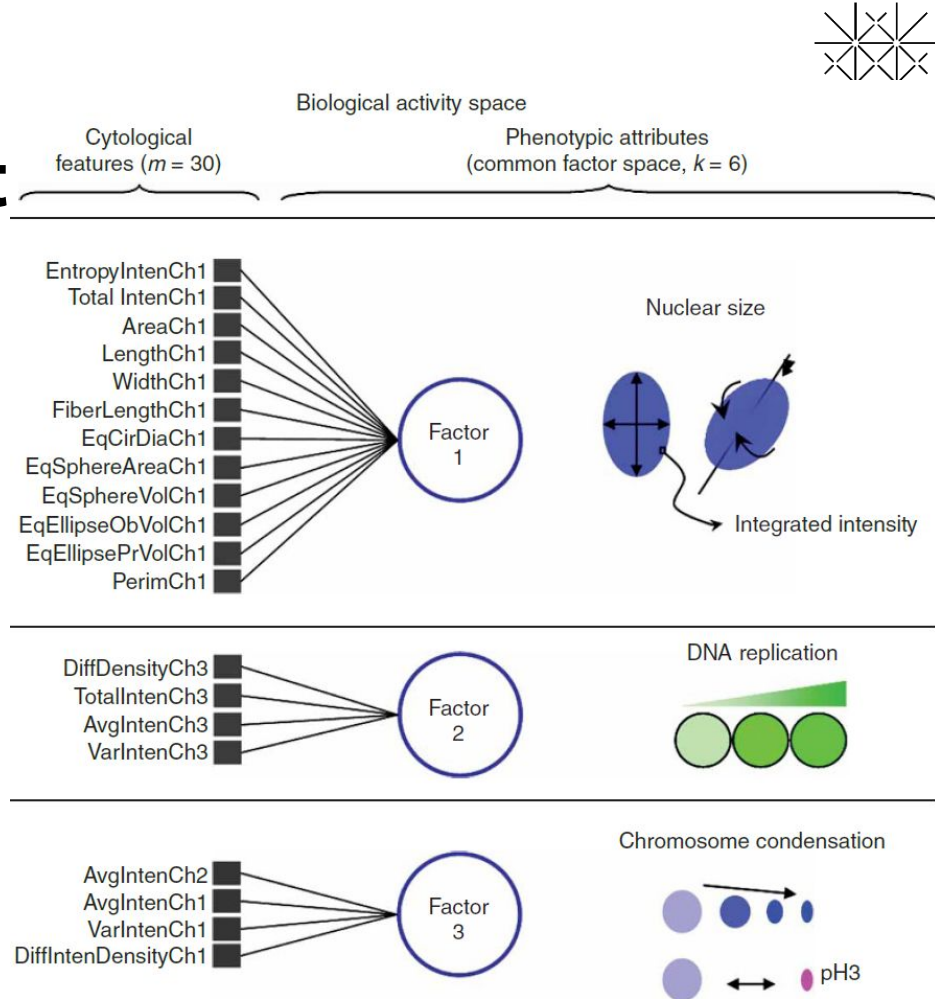 Biological activity space
Cytological
features (m = 30)
Phenotypic attributes
(common factor space, k = 6)
EntropyIntenCh1
Total IntenCh1
AreaCh1
LengthCh1
WidthCh1
FiberLengthCh1
EqCirDiaCh1
EqSphereAreaCh1
EqSphereVolCh1
EqEllipseObVolCh1
EqEllipsePrVolCh1
PerimCh1
Factor
1
Nuclear size
Integrated intensity
DiffDensityCh3
TotalIntenCh3
AvgIntenCh3
VarIntenCh3
Factor
2
DNA replication
AvgIntenCh2
AvgIntenCh1
VarIntenCh1
DiffIntenDensityCh1
Factor
3
Chromosome condensation
pH3